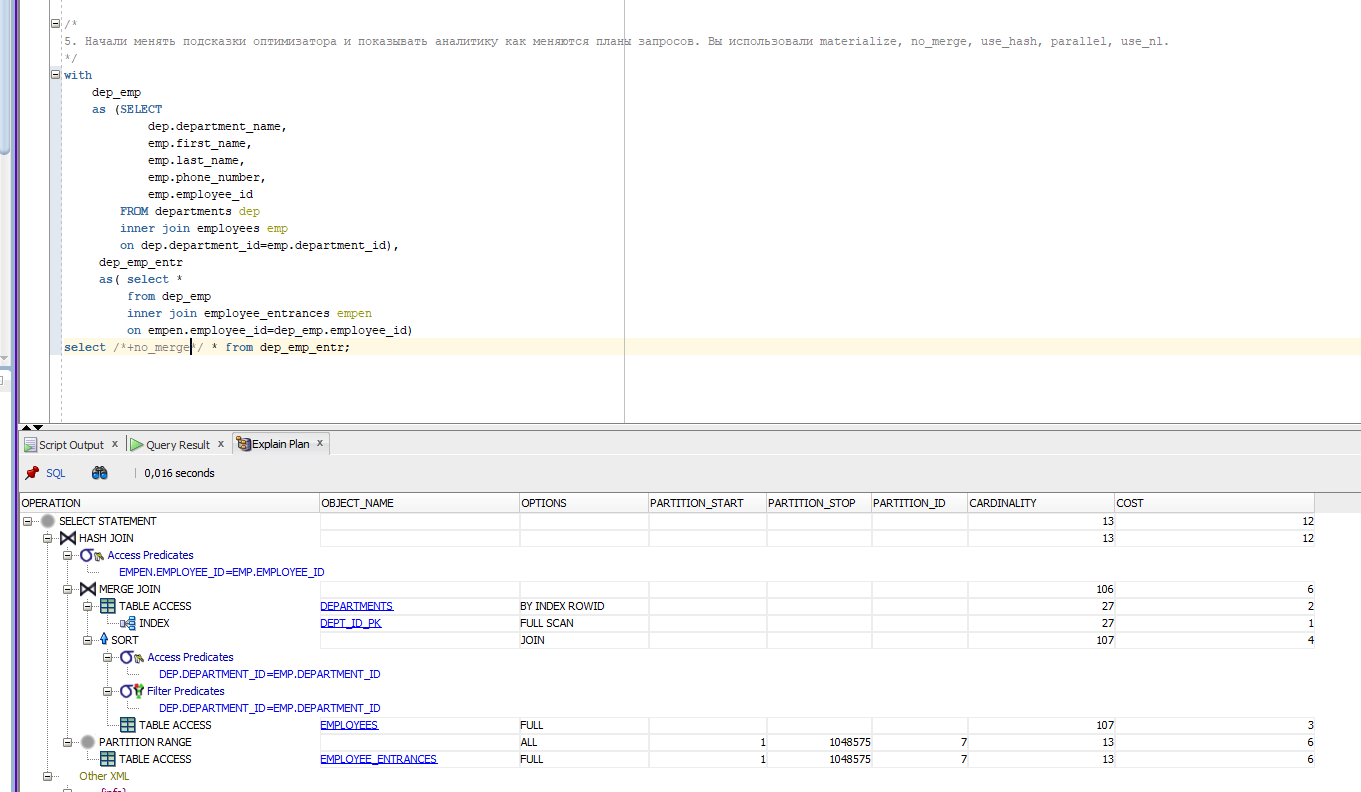 /*
5. Начали менять подсказки оптимизатора и показывать аналитику как меняются планы запросов. Вы использовали materialize, no_merge, use_hash, parallel, use_nl.
*/
with
dep_emp
as (SELECT
dep.department_name,
emp.first_name,
emp.last_name,
emp.phone_number,
emp.employee_id
FROM departments dep
inner join employees emp
on dep.department_id=emp.department_id),
dep_emp_entr
as( select *
from dep_emp
inner join employee_entrances empen
on empen.employee_id=dep_emp.employee_id)
select /*+no_merge*/ * from dep_emp_entr;
Script Output x Query Result x Explain Plan x
SQL 0,016 seconds
OPERATION OBJECT_NAME OPTIONS PARTITION_START PARTITION_STOP PARTITION_ID CARDINALITY COST
SELECT STATEMENT 13 12
HASH JOIN 13 12
Access Predicates
EMPEN.EMPLOYEE_ID=EMP.EMPLOYEE_ID
MERGE JOIN 106 6
TABLE ACCESS DEPARTMENTS BY INDEX ROWID 27 2
INDEX DEPT_ID_PK FULL SCAN 27 1
SORT JOIN 107 4
Access Predicates
DEP.DEPARTMENT_ID=EMP.DEPARTMENT_ID
Filter Predicates
DEP.DEPARTMENT_ID=EMP.DEPARTMENT_ID
TABLE ACCESS EMPLOYEES FULL 107 3
PARTITION RANGE ALL 1 1048575 7 13 6
TABLE ACCESS EMPLOYEE_ENTRANCES FULL 1 1048575 7 13 6
Other XML